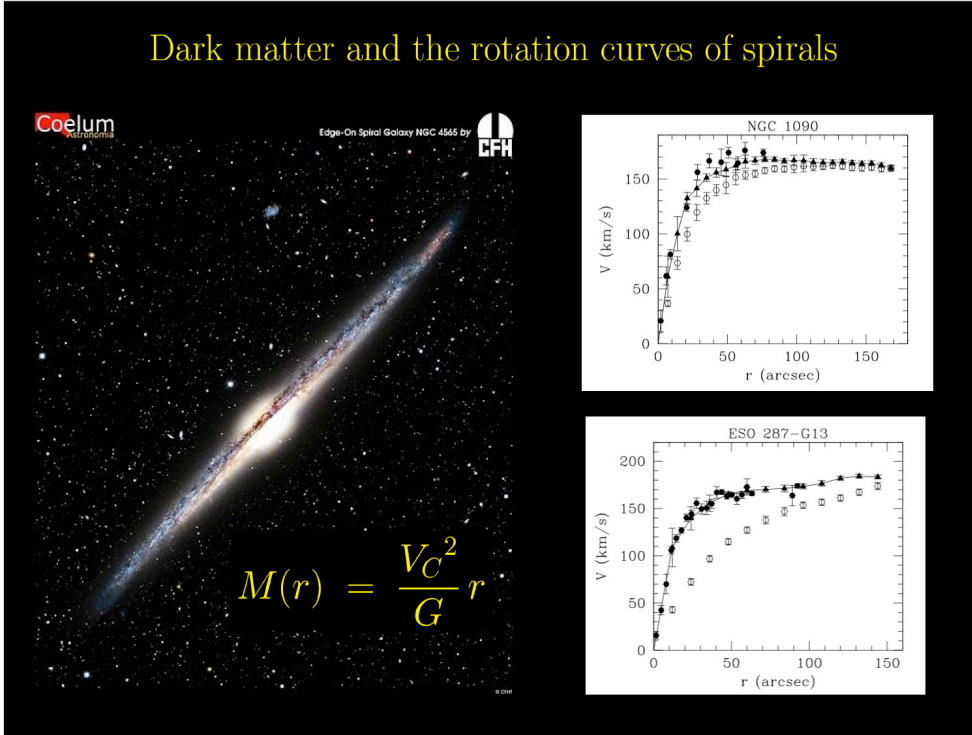 Dark matter and the rotation curves of spirals
Coelum
Astronomia
Edge-On Spiral Galaxy NGC 4565 by
CFH
M(r) = V_C^2/G r
© CFHT
NGC 1090
150
100
50
0
V (km/s)
0 50 100 150
r (arcsec)
ESO 287-G13
200
150
100
50
0
V (km/s)
0 50 100 150
r (arcsec)